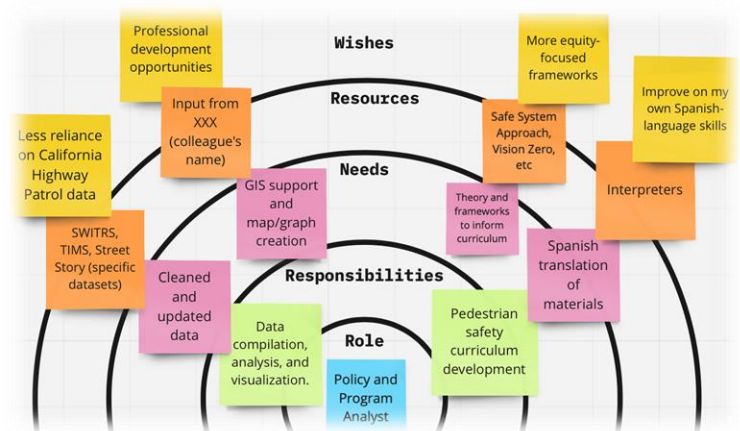 Professional
development
opportunities
Wishes
More equity-
focused
frameworks
Input from
XXX
(colleague's
name)
Resources
Safe System
Approach,
Vision Zero,
etc
Improve on my
own Spanish-
language skills
Less reliance
on California
Highway
Patrol data
Needs
GIS support
and
map/graph
creation
Theory and
frameworks
to inform
curriculum
Interpreters
SWITRS,
TIMS, Street
Story (specific
datasets)
Cleaned
and
updated
data
Responsibilities
Spanish
translation
of
materials
Data
compilation,
analysis, and
visualization.
Role
Pedestrian
safety
curriculum
development
Policy and
Program
Analyst